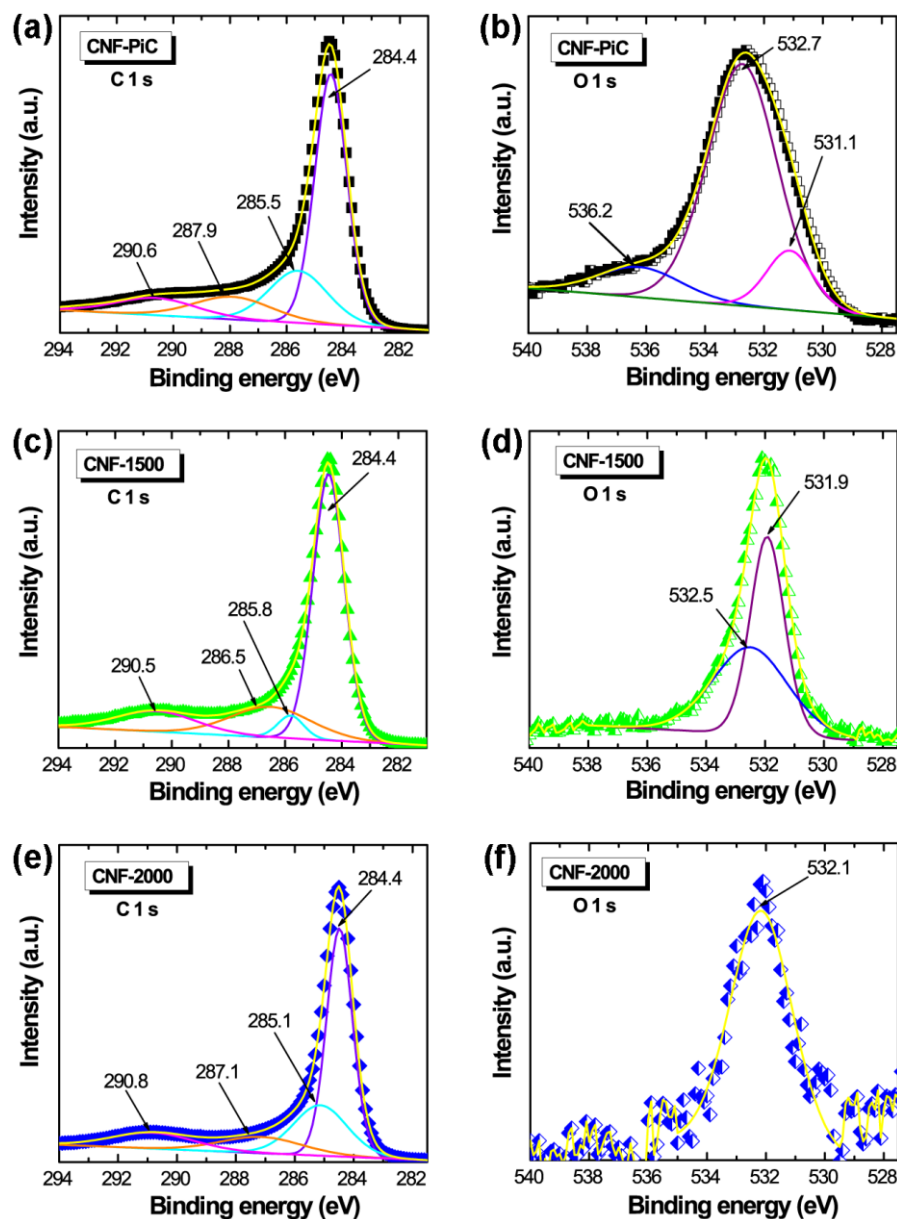 (a)
CNF-PiC
C 1 s
284.4
285.5
287.9
290.6
Intensity (a.u.)
294 292 290 288 286 284 282
Binding energy (eV)
(b)
CNF-PiC
O 1 s
532.7
531.1
536.2
Intensity (a.u.)
540 538 536 534 532 530 528
Binding energy (eV)
(c)
CNF-1500
C 1 s
284.4
285.8
286.5
290.5
Intensity (a.u.)
294 292 290 288 286 284 282
Binding energy (eV)
(d)
CNF-1500
O 1 s
531.9
532.5
Intensity (a.u.)
540 538 536 534 532 530 528
Binding energy (eV)
(e)
CNF-2000
C 1 s
284.4
285.1
287.1
290.8
Intensity (a.u.)
294 292 290 288 286 284 282
Binding energy (eV)
(f)
CNF-2000
O 1 s
532.1
Intensity (a.u.)
540 538 536 534 532 530 528
Binding energy (eV)